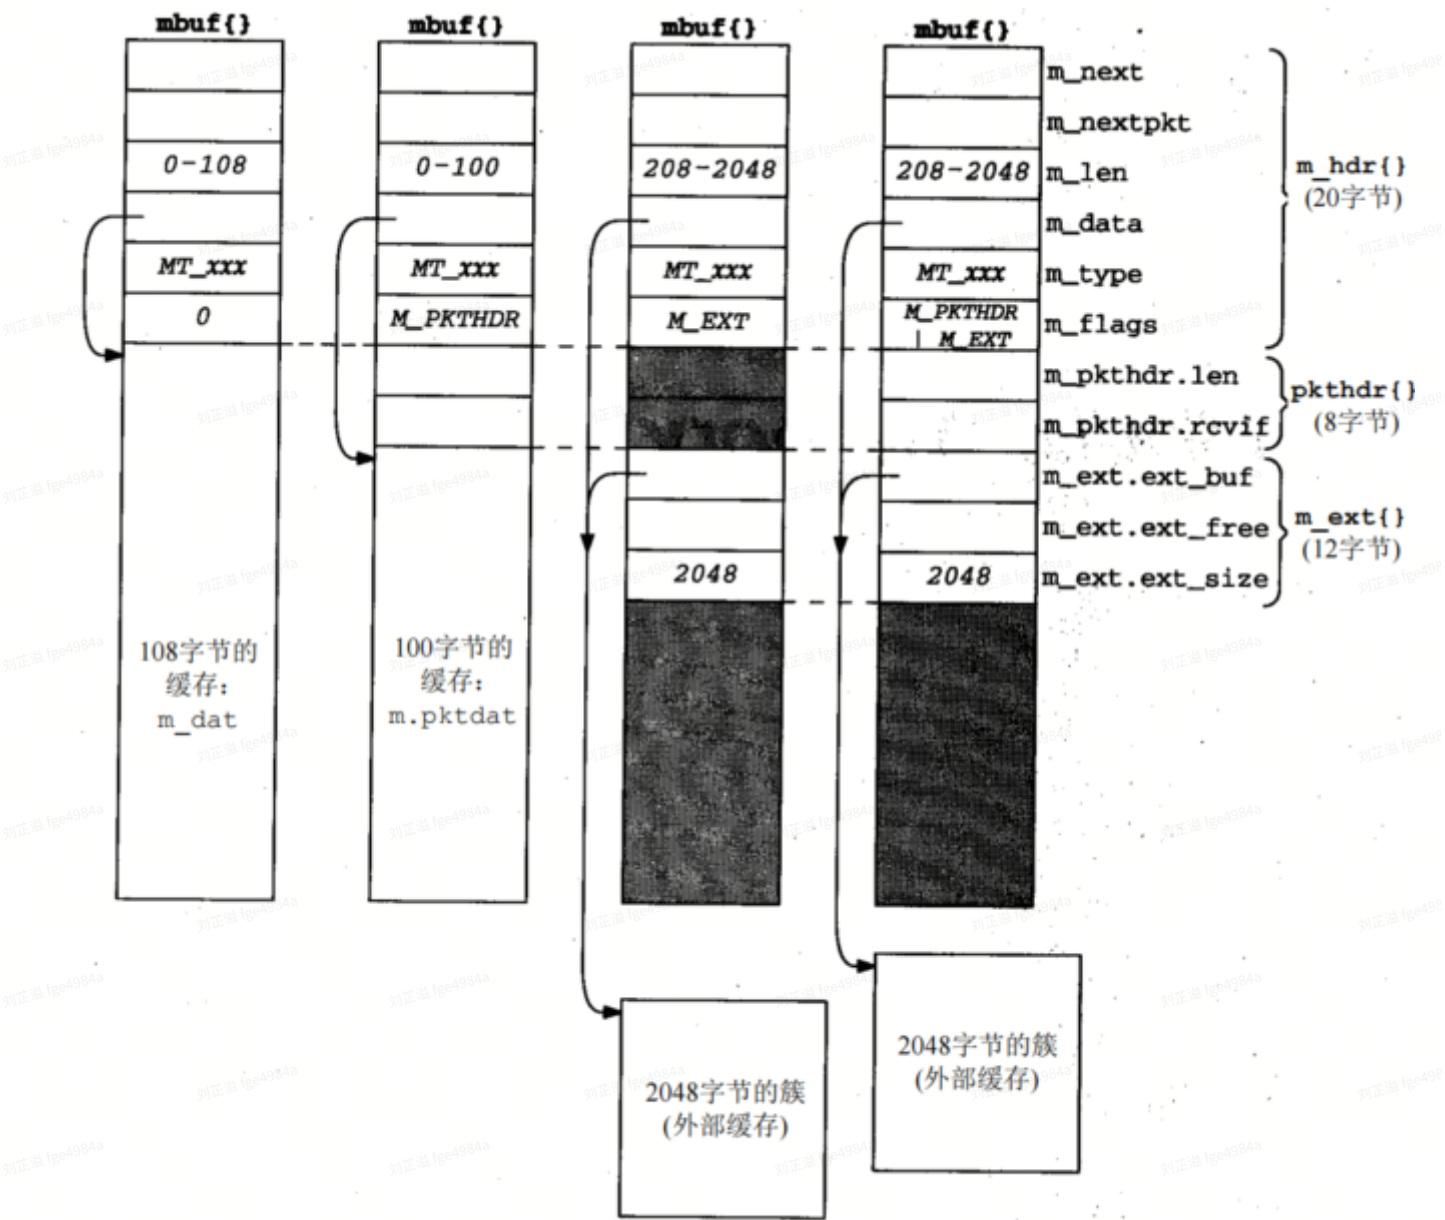 mbuf{} mbuf{} mbuf{} mbuf{}
m_next
m_nextpkt
0-108 0-100 208-2048 208-2048 m_len
m_hdr{}
(20字节)
m_data
MT_xxx MT_xxx MT_xxx MT_xxx m_type
0 M_PKTHDR M_EXT M_PKTHDR
| M_EXT m_flags
m_pkthdr.len
pkthdr{}
(8字节)
m_pkthdr.rcvif
m_ext.ext_buf
m_ext.ext_free
m_ext{}
(12字节)
2048 2048 m_ext.ext_size
108字节的
缓存:
m_dat
100字节的
缓存:
m.pktdat
2048字节的簇
(外部缓存)
2048字节的簇
(外部缓存)